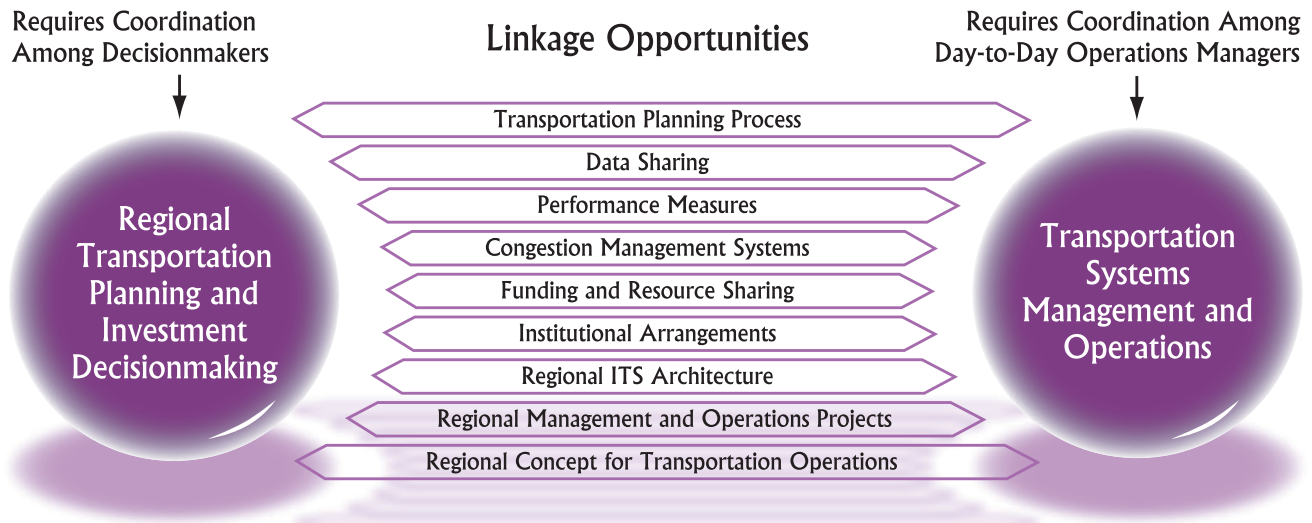 Requires Coordination
Among Decisionmakers
Linkage Opportunities
Requires Coordination Among
Day-to-Day Operations Managers
Regional
Transportation
Planning and
Investment
Decisionmaking
Transportation Planning Process
Data Sharing
Performance Measures
Congestion Management Systems
Funding and Resource Sharing
Institutional Arrangements
Regional ITS Architecture
Regional Management and Operations Projects
Regional Concept for Transportation Operations
Transportation
Systems
Management and
Operations